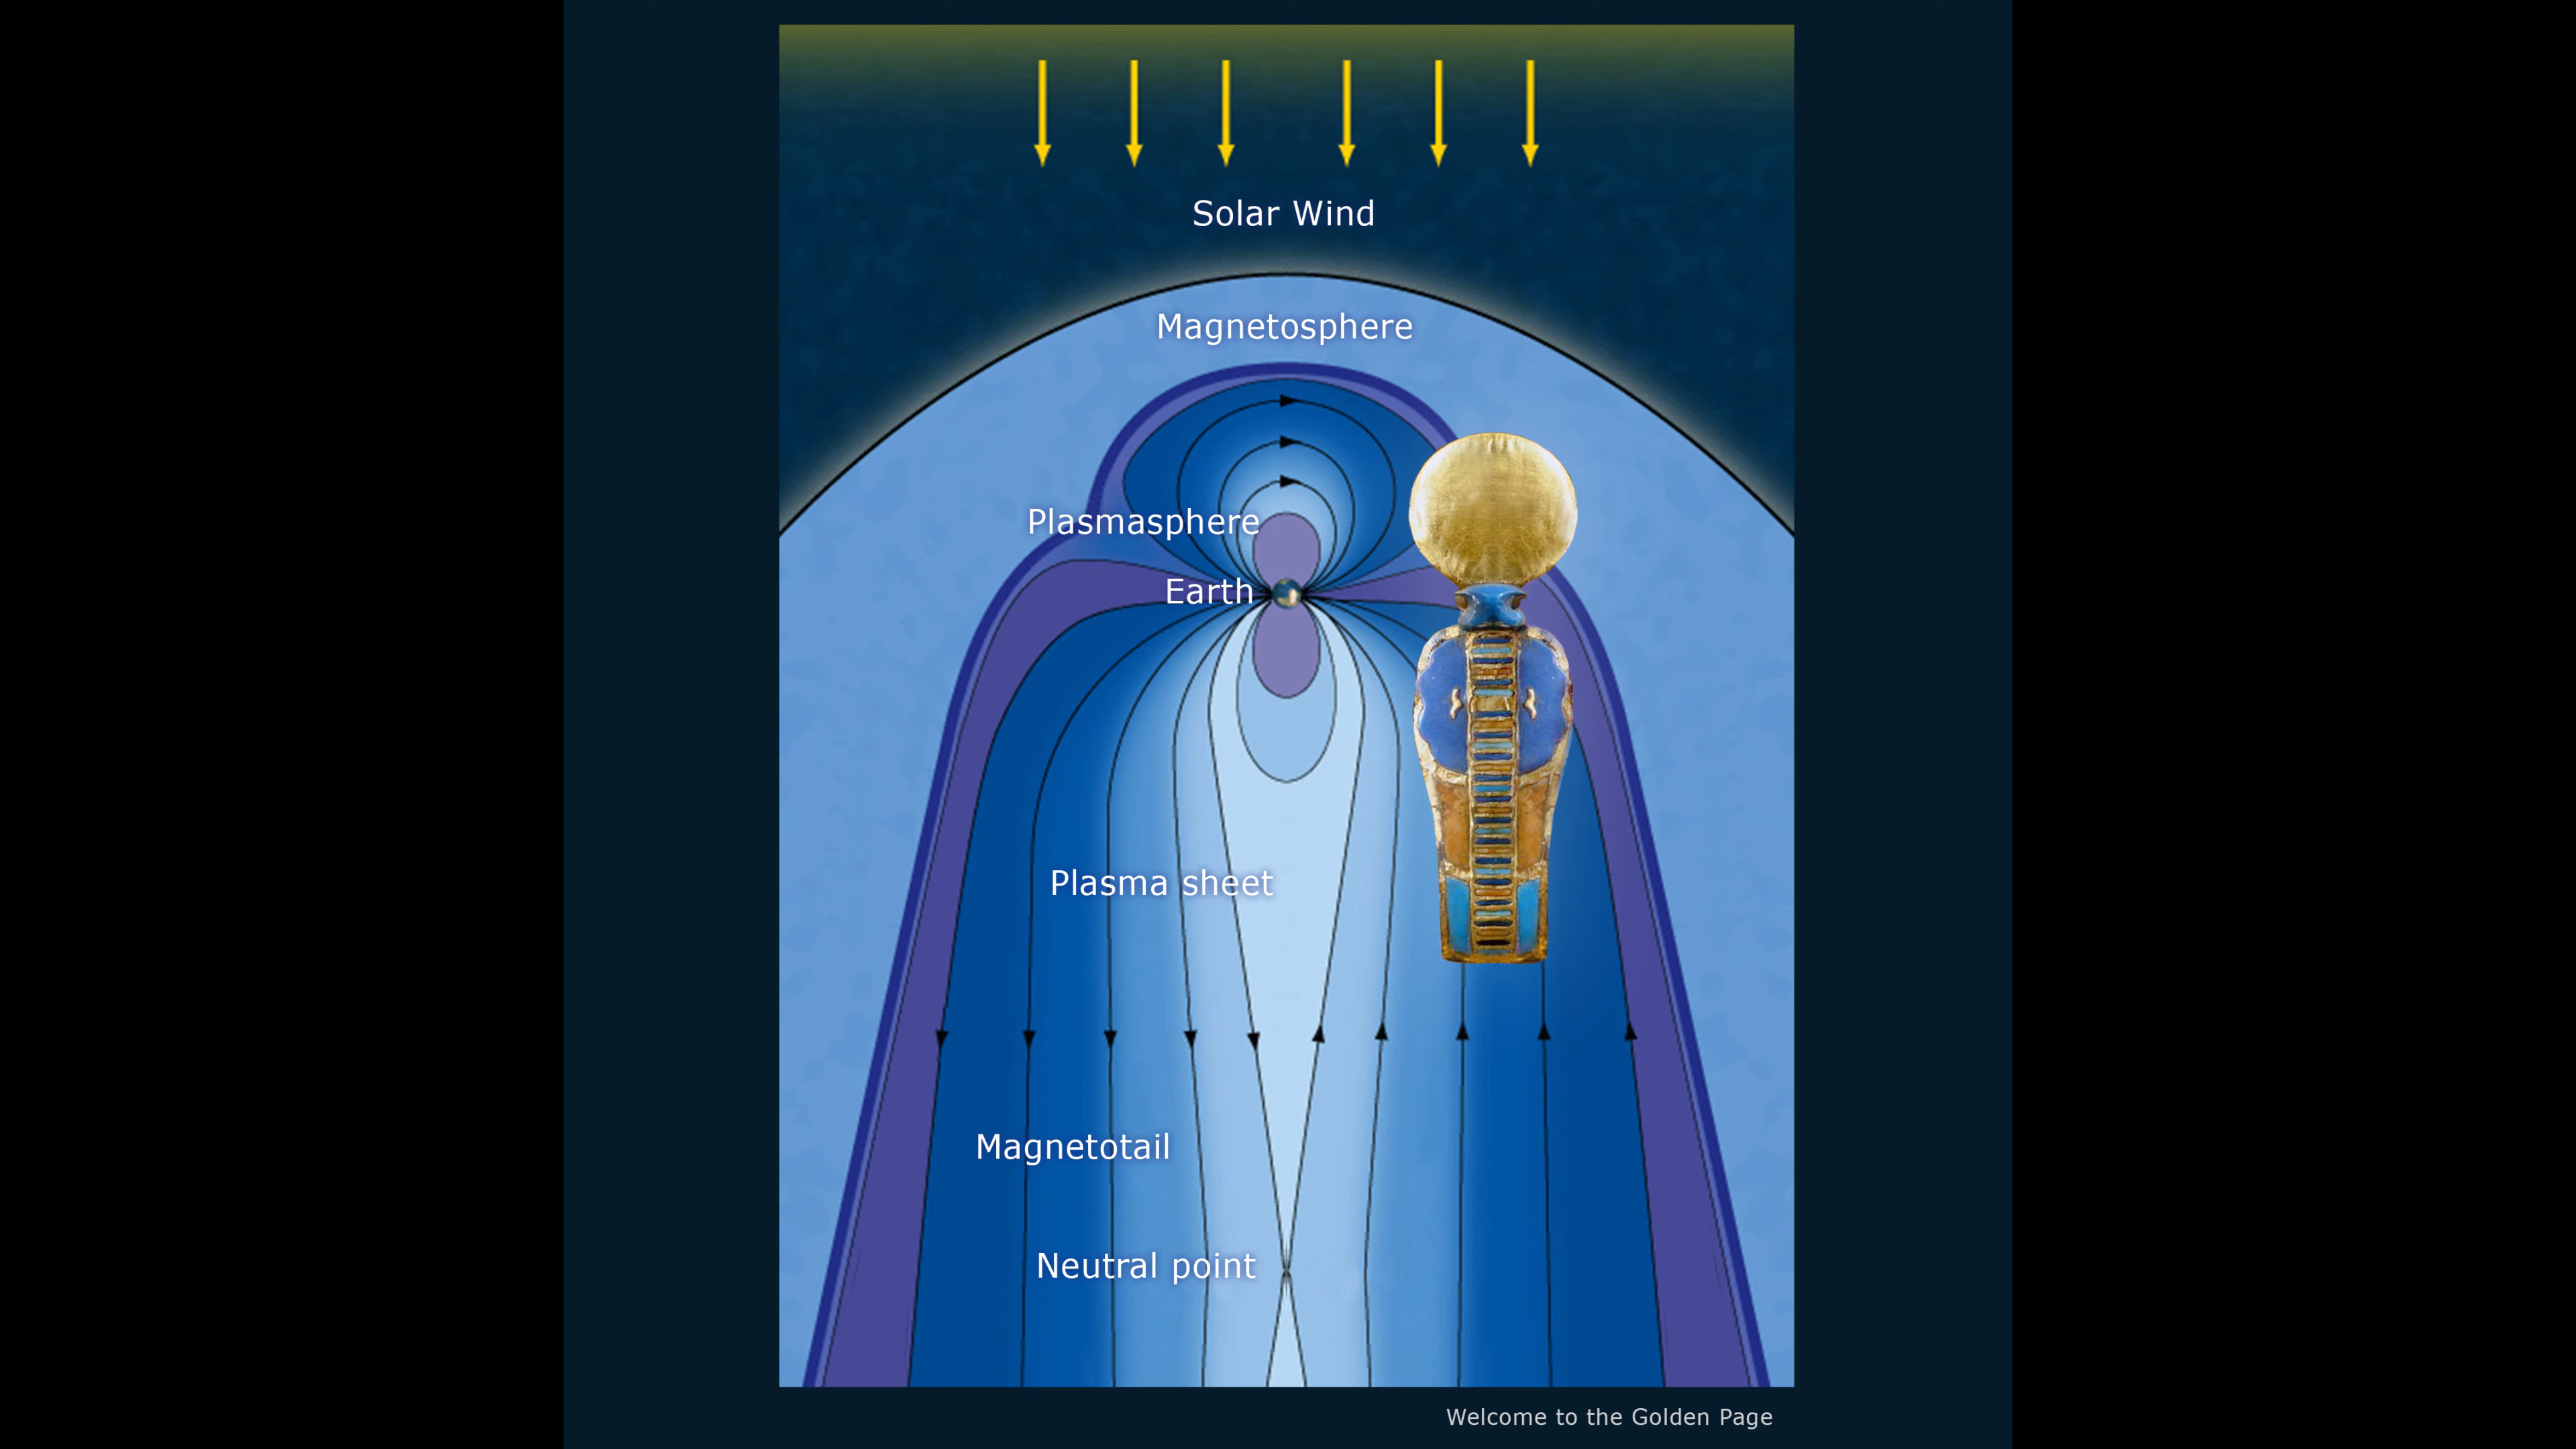 Solar Wind
Magnetosphere
Plasmasphere
Earth
Plasma sheet
Magnetotail
Neutral point
Welcome to the Golden Page